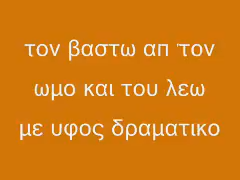 τον βαστω απ 'τον
ωμο και του λεω
με υφος δραματικο